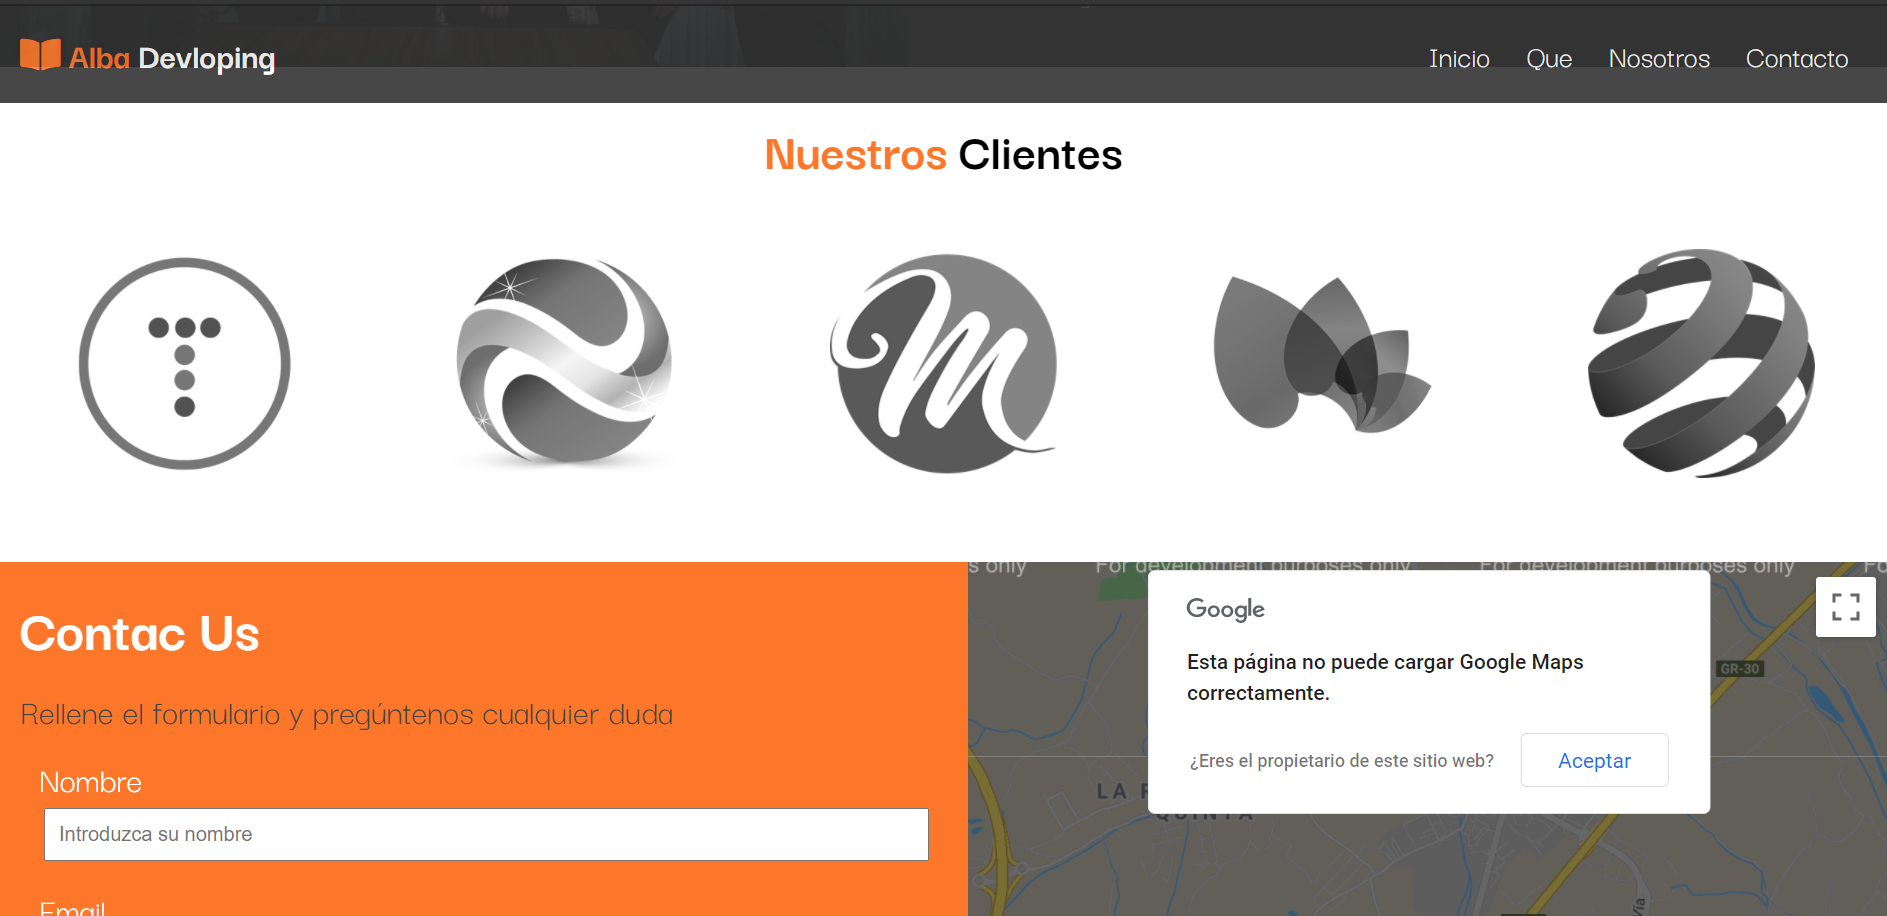 Alba Devloping
Inicio Que Nosotros Contacto
Nuestros Clientes
T
M
Contac Us
Rellene el formulario y pregúntenos cualquier duda
Nombre
Introduzca su nombre
Email
s only For development purposes only For development purposes only Fo
Google
Esta página no puede cargar Google Maps
correctamente.
¿Eres el propietario de este sitio web? Aceptar
GR-30
LA
QUINTA
Vía